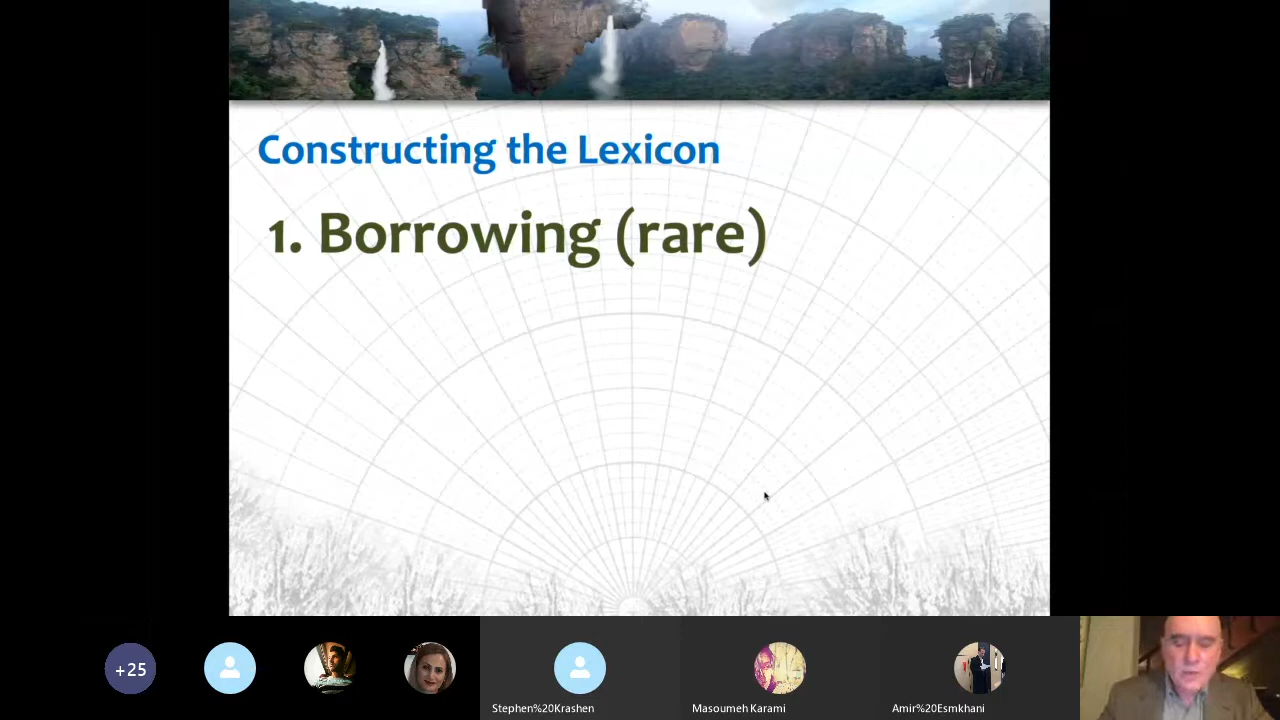 Constructing the Lexicon
1. Borrowing (rare)
+25
Stephen%20Krashen
Masoumeh Karami
Amir%20Esmkhani